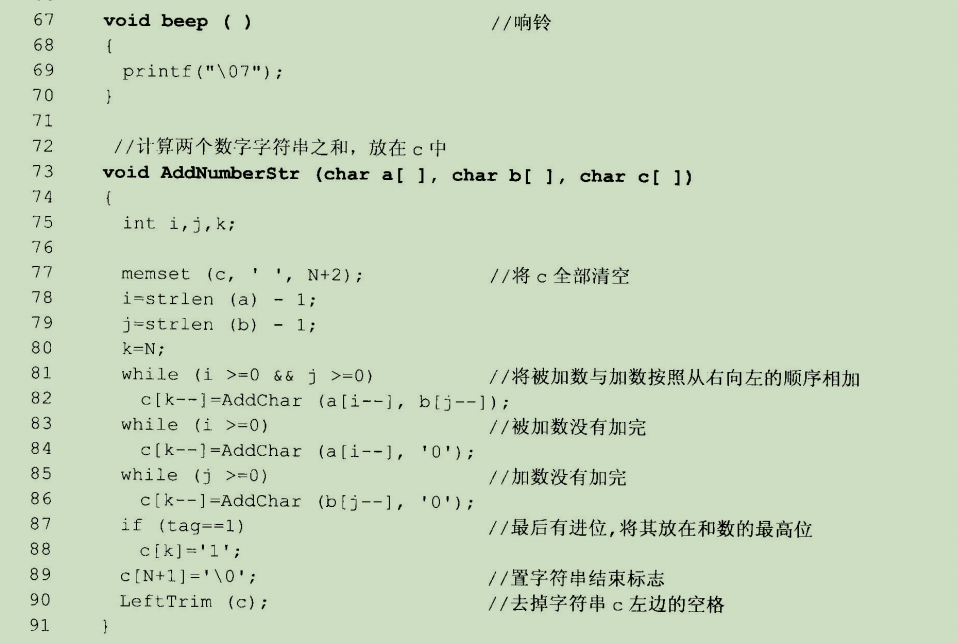 67 void beep ( ) //响铃
68 {
69 printf("\07");
70 }
71
72 //计算两个数字字符串之和，放在 c 中
73 void AddNumberStr (char a[ ], char b[ ], char c[ ])
74 {
75 int i,j,k;
76
77 memset (c, ' ', N+2); //将 c 全部清空
78 i=strlen (a) - 1;
79 j=strlen (b) - 1;
80 k=N;
81 while (i >=0 && j >=0) //将被加数与加数按照从右向左的顺序相加
82 c[k--]=AddChar (a[i--], b[j--]);
83 while (i >=0) //被加数没有加完
84 c[k--]=AddChar (a[i--], '0');
85 while (j >=0) //加数没有加完
86 c[k--]=AddChar (b[j--], '0');
87 if (tag==1) //最后有进位,将其放在和数的最高位
88 c[k]='1';
89 c[N+1]='\0'; //置字符串结束标志
90 LeftTrim (c); //去掉字符串 c 左边的空格
91 }